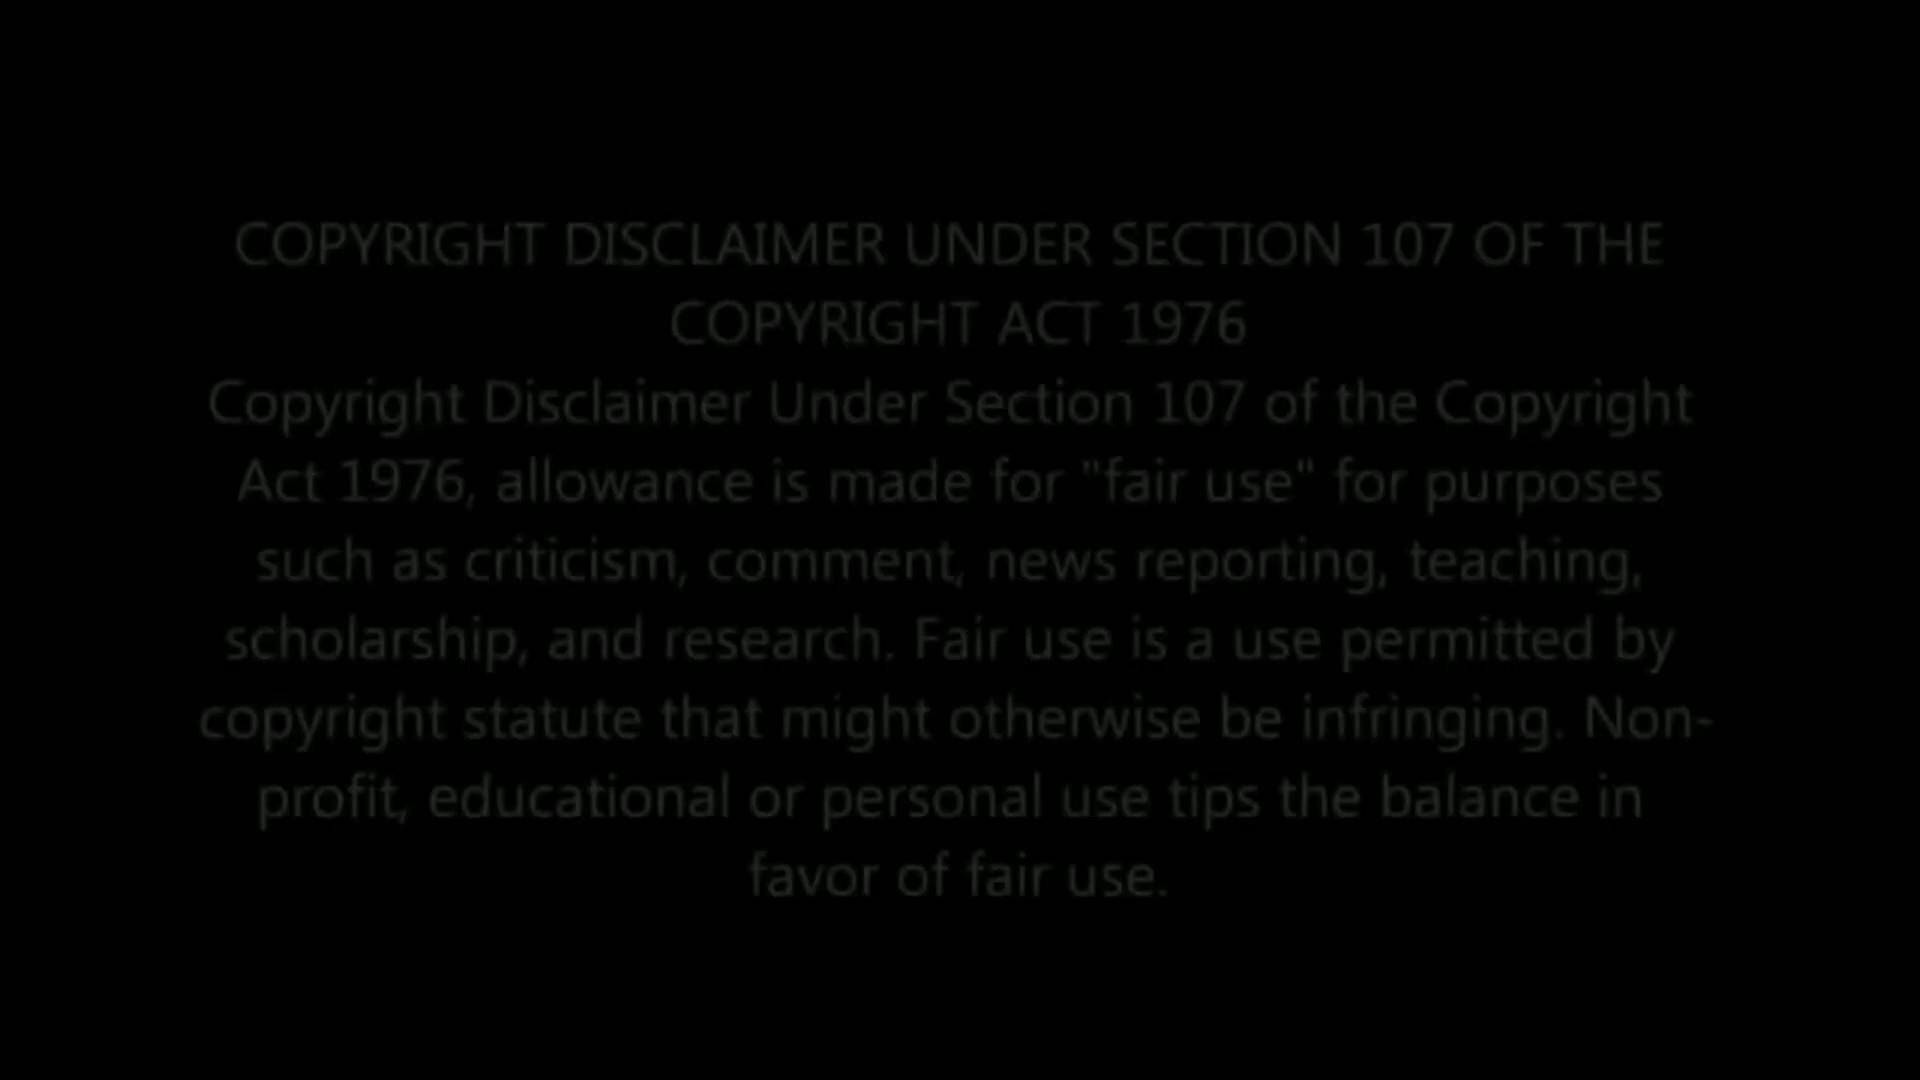 COPYRIGHT DISCLAIMER UNDER SECTION 107 OF THE
COPYRIGHT ACT 1976
Copyright Disclaimer Under Section 107 of the Copyright
Act 1976, allowance is made for "fair use" for purposes
such as criticism, comment, news reporting, teaching,
scholarship, and research. Fair use is a use permitted by
copyright statute that might otherwise be infringing. Non-
profit, educational or personal use tips the balance in
favor of fair use.